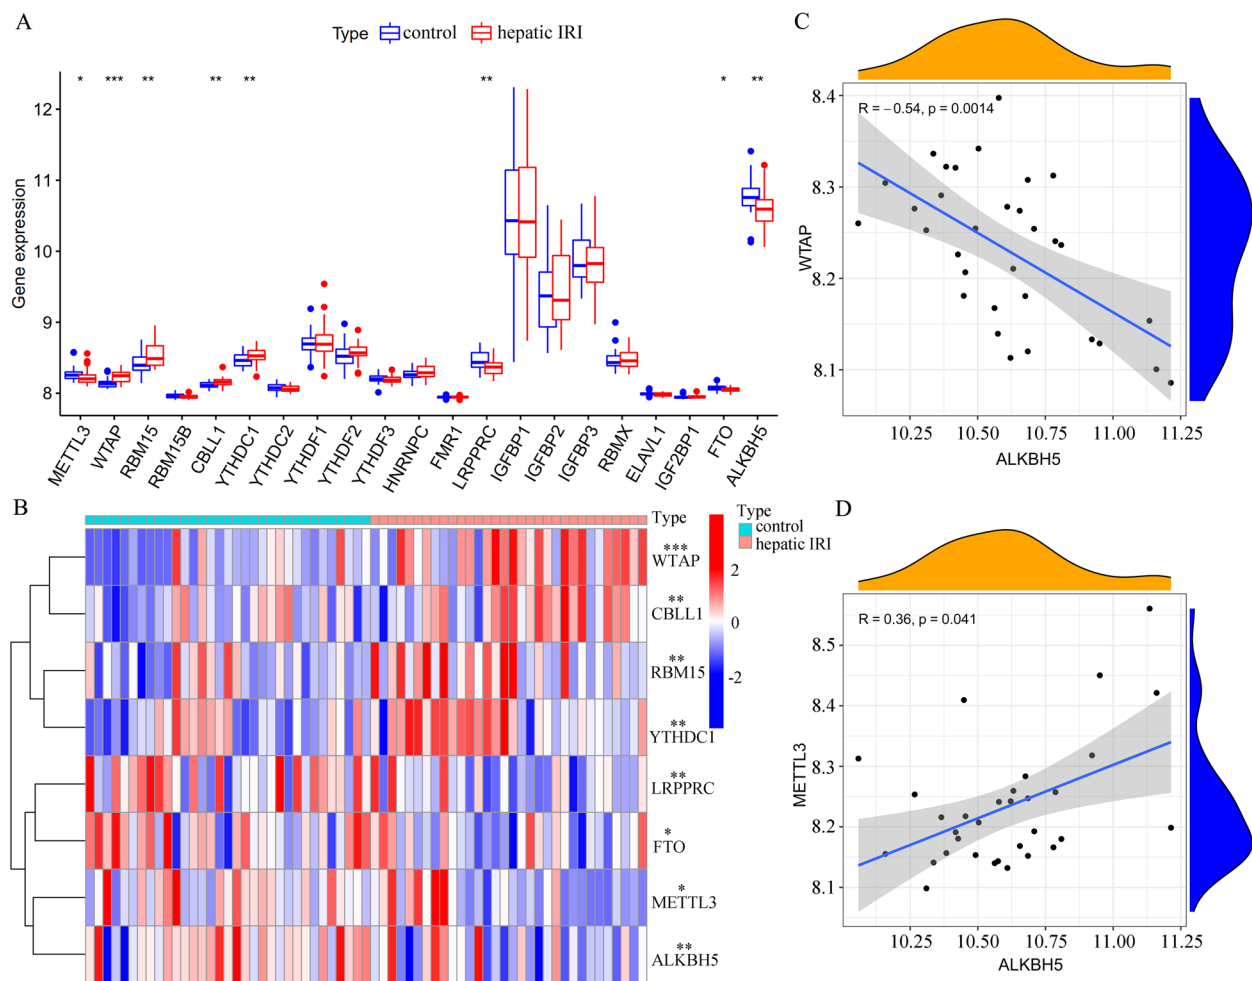 A
Type control hepatic IRI
* *** ** ** ** ** * **
Gene expression
12
11
10
9
8
METTL3
WTAP
RBM15
RBM15B
CBLL1
YTHDC1
YTHDC2
YTHDF1
YTHDF2
YTHDF3
HNRNPC
FMR1
LRPPRC
IGFBP1
IGFBP2
IGFBP3
RBMX
ELAVL1
IGF2BP1
FTO
ALKBH5
B
Type
Type
control
hepatic IRI
2
0
-2
***
WTAP
**
CBLL1
**
RBM15
**
YTHDC1
**
LRPPRC
*
FTO
*
METTL3
**
ALKBH5
C
R = −0.54, p = 0.0014
WTAP
8.4
8.3
8.2
8.1
10.25 10.50 10.75 11.00 11.25
ALKBH5
D
R = 0.36, p = 0.041
METTL3
8.5
8.4
8.3
8.2
8.1
10.25 10.50 10.75 11.00 11.25
ALKBH5